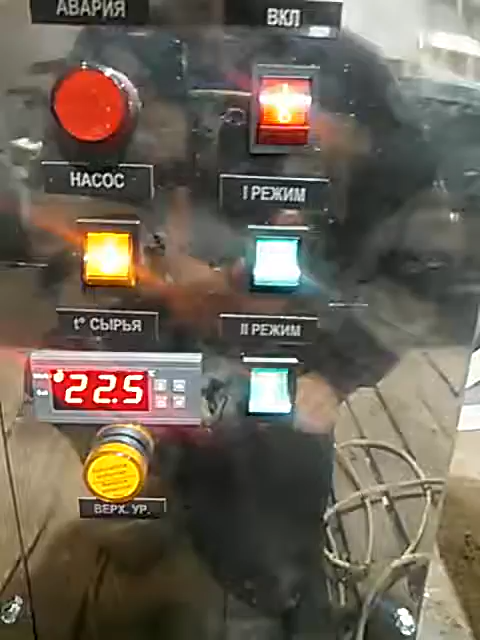 АВАРИЯ
ВКЛ
НАСОС
I РЕЖИМ
t° СЫРЬЯ
II РЕЖИМ
22.5
ВЕРХ. УР.